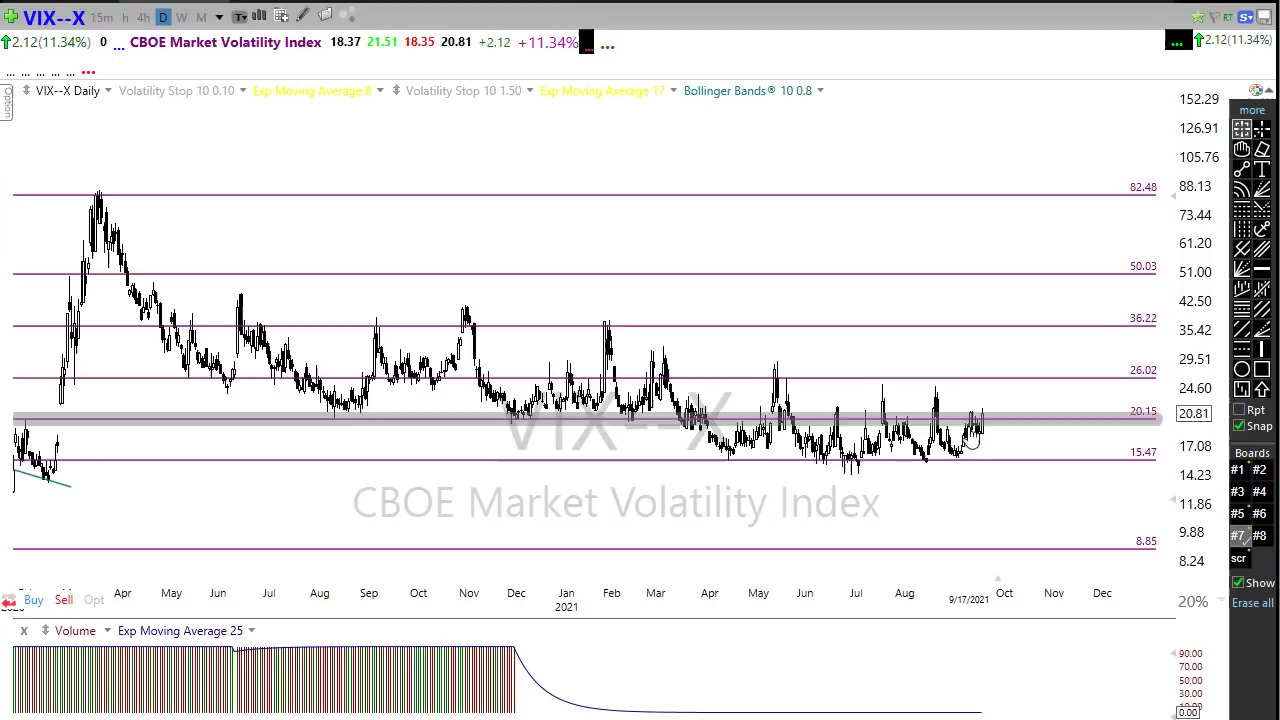 VIX--X 15m h 4h D W M T RT S
2.12(11.34%) 0 ... CBOE Market Volatility Index 18.37 21.51 18.35 20.81 +2.12 +11.34% ... ... 2.12(11.34%)
... ... ... ... ... ...
Option
VIX--X Daily Volatility Stop 10 0.10 Exp Moving Average 8 Volatility Stop 10 1.50 Exp Moving Average 17 Bollinger Bands® 10 0.8
152.29
126.91
105.76
88.13
73.44
61.20
51.00
42.50
35.42
29.51
24.60
20.81
17.08
14.23
11.86
9.88
8.24
82.48
50.03
36.22
26.02
20.15
15.47
8.85
VIX--X
CBOE Market Volatility Index
more
Rpt
Snap
Boards
#1 #2
#3 #4
#5 #6
#7 #8
scr
Show
Erase all
Buy Sell Opt
Apr May Jun Jul Aug Sep Oct Nov Dec Jan Feb Mar Apr May Jun Jul Aug 9/17/2021 Oct Nov Dec
2021
20%
X Volume Exp Moving Average 25
90.00
70.00
50.00
30.00
0.00